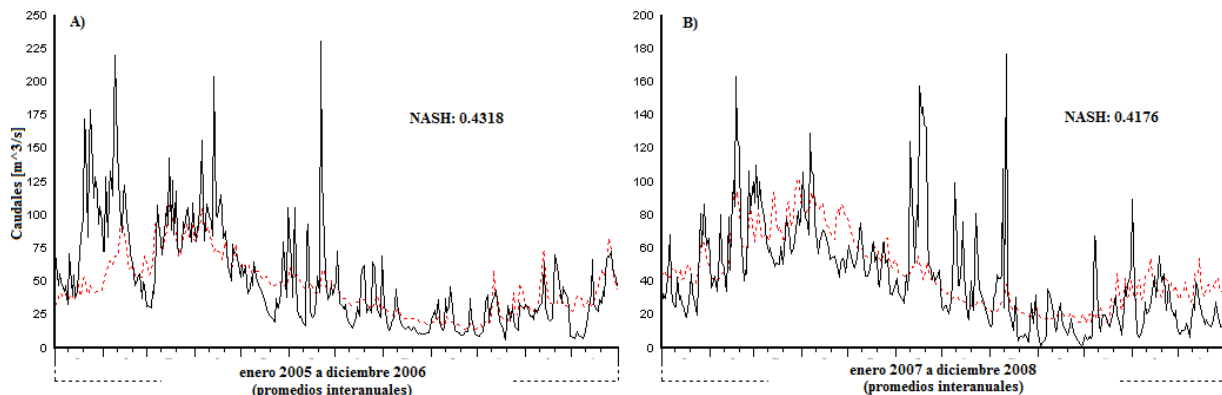 A)
250
225
200
175
150
125
100
75
50
25
0
Caudales [m^3/s]
NASH: 0.4318
enero 2005 a diciembre 2006
(promedios interanuales)
B)
200
180
160
140
120
100
80
60
40
20
0
NASH: 0.4176
enero 2007 a diciembre 2008
(promedios interanuales)